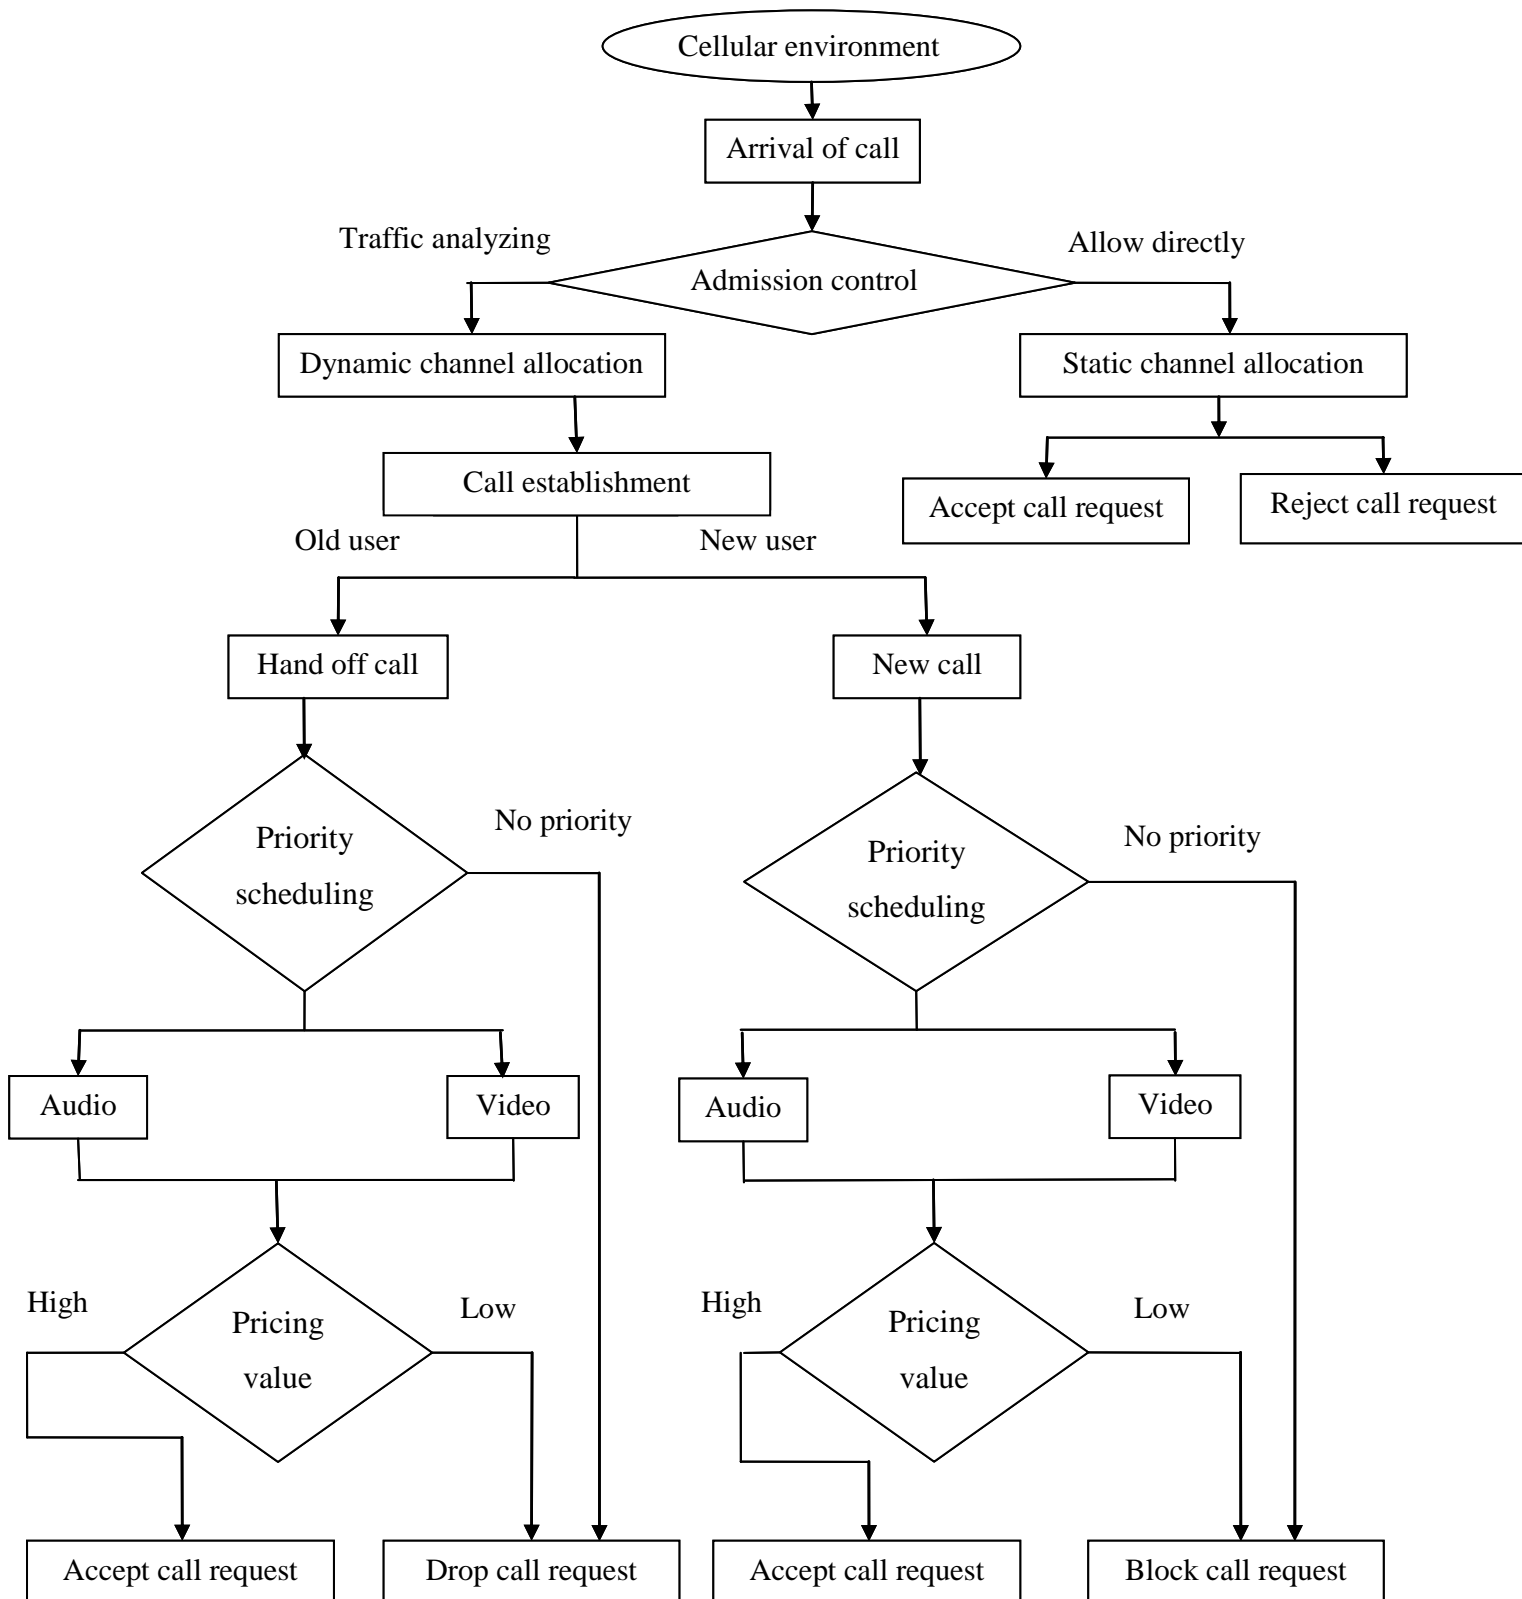 Cellular environment
Arrival of call
Traffic analyzing
Allow directly
Admission control
Dynamic channel allocation
Static channel allocation
Call establishment
Accept call request
Reject call request
Old user
New user
Hand off call
New call
No priority
No priority
Priority
scheduling
Priority
scheduling
Audio
Video
Audio
Video
High
Low
High
Low
Pricing
value
Pricing
value
Accept call request
Drop call request
Accept call request
Block call request